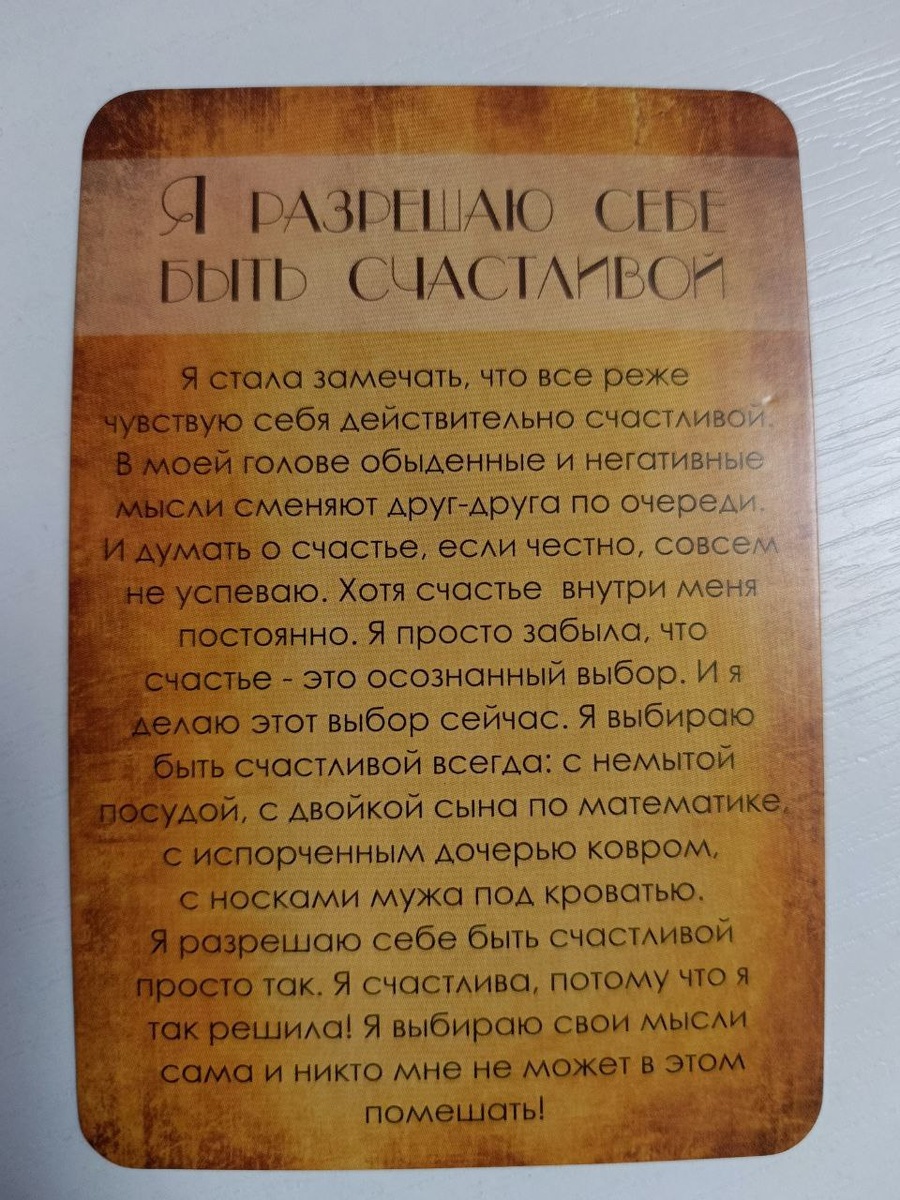 Я РАЗРЕШАЮ СЕБЕ
БЫТЬ СЧАСТЛИВОЙ
Я стала замечать, что все реже
чувствую себя действительно счастливой.
В моей голове обыденные и негативные
мысли сменяют друг-друга по очереди.
И думать о счастье, если честно, совсем
не успеваю. Хотя счастье внутри меня
постоянно. Я просто забыла, что
счастье - это осознанный выбор. И я
делаю этот выбор сейчас. Я выбираю
быть счастливой всегда: с немытой
посудой, с двойкой сына по математике,
с испорченным дочерью ковром,
с носками мужа под кроватью.
Я разрешаю себе быть счастливой
просто так. Я счастлива, потому что я
так решила! Я выбираю свои мысли
сама и никто мне не может в этом
помешать!